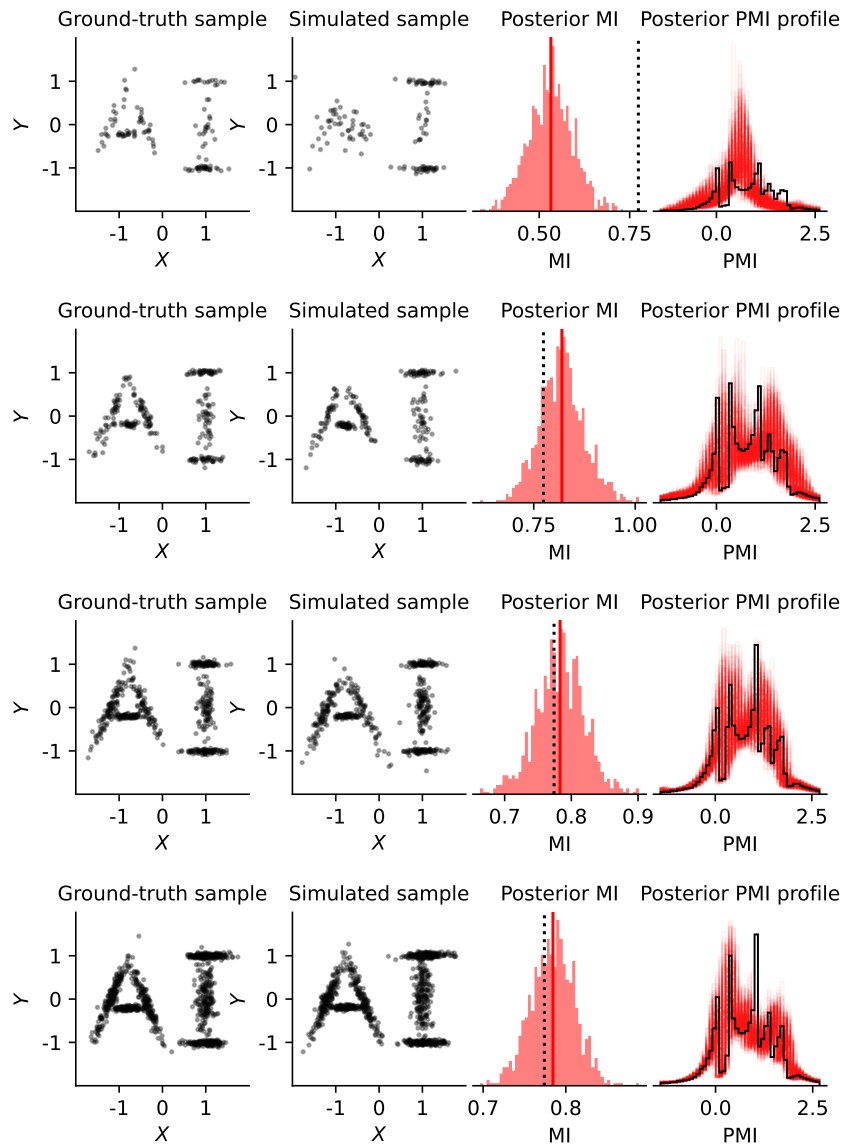 Ground-truth sample Simulated sample Posterior MI Posterior PMI profile
Y 1 0 -1 Y 1 0 -1
-1 0 1 -1 0 1 0.50 0.75 0.0 2.5
X X MI PMI
Ground-truth sample Simulated sample Posterior MI Posterior PMI profile
Y 1 0 -1 Y 1 0 -1
-1 0 1 -1 0 1 0.75 1.00 0.0 2.5
X X MI PMI
Ground-truth sample Simulated sample Posterior MI Posterior PMI profile
Y 1 0 -1 Y 1 0 -1
-1 0 1 -1 0 1 0.7 0.8 0.9 0.0 2.5
X X MI PMI
Ground-truth sample Simulated sample Posterior MI Posterior PMI profile
Y 1 0 -1 Y 1 0 -1
-1 0 1 -1 0 1 0.7 0.8 0.0 2.5
X X MI PMI